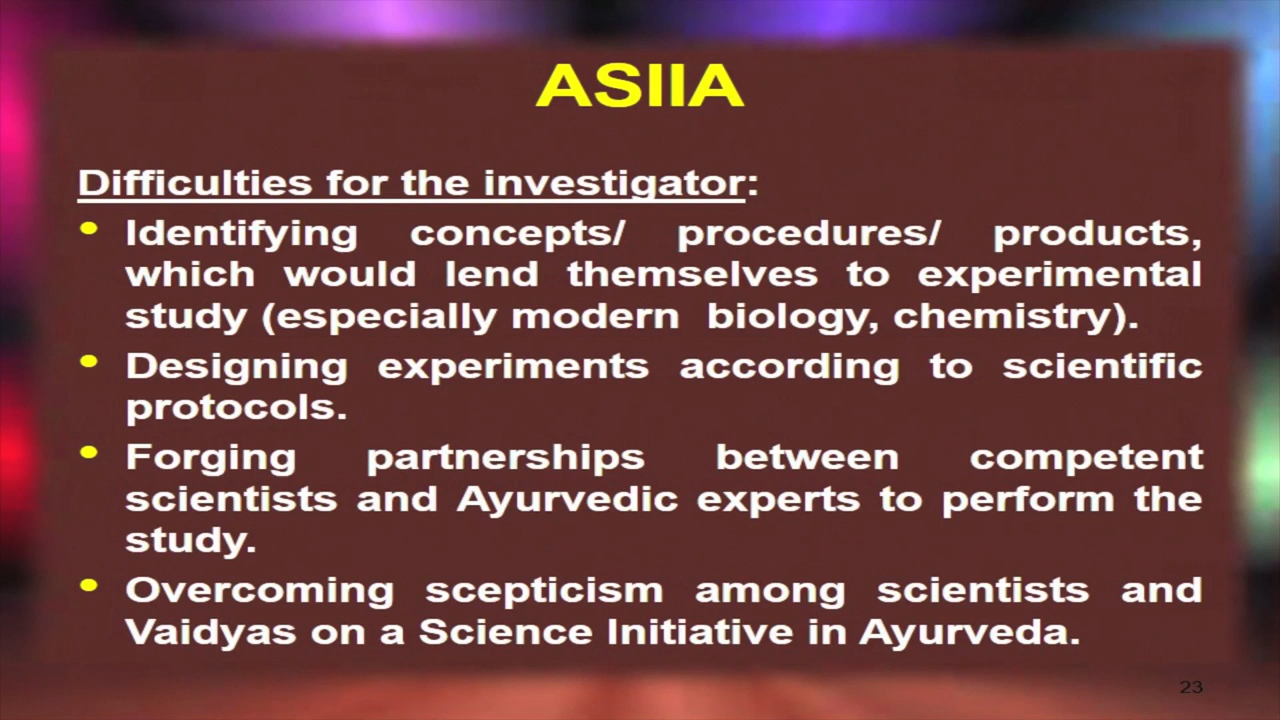 ASIIA
Difficulties for the investigator:
• Identifying concepts/ procedures/ products,
which would lend themselves to experimental
study (especially modern biology, chemistry).
• Designing experiments according to scientific
protocols.
• Forging partnerships between competent
scientists and Ayurvedic experts to perform the
study.
• Overcoming scepticism among scientists and
Vaidyas on a Science Initiative in Ayurveda.
23